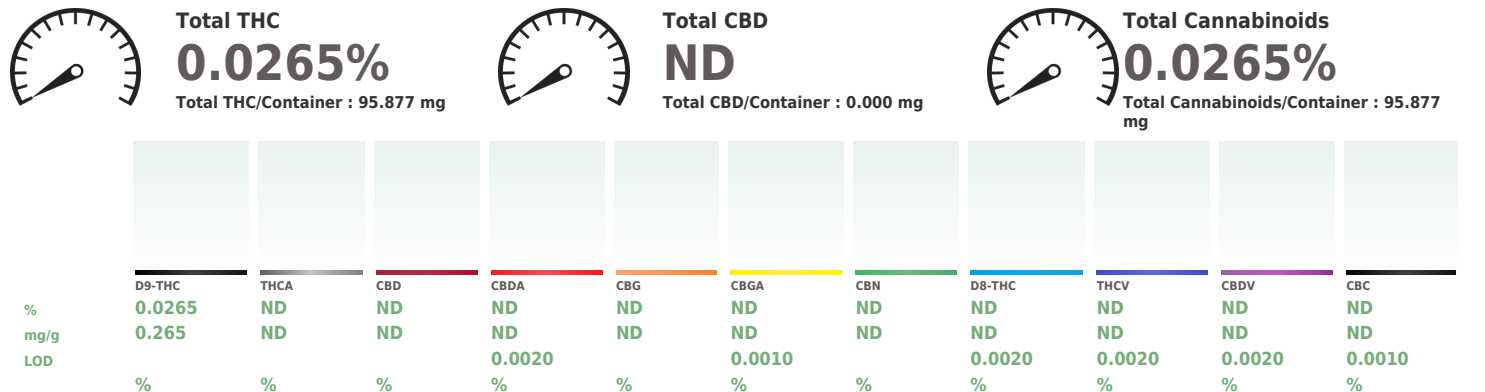 Total THC
0.0265%
Total THC/Container : 95.877 mg
Total CBD
ND
Total CBD/Container : 0.000 mg
Total Cannabinoids
0.0265%
Total Cannabinoids/Container : 95.877
mg
D9-THC THCA CBD CBDA CBG CBGA CBN D8-THC THCV CBDV CBC
% 0.0265 ND ND ND ND ND ND ND ND ND ND
mg/g 0.265 ND ND ND ND ND ND ND ND ND ND
LOD 0.0020 0.0010 0.0020 0.0020 0.0020 0.0010
% % % % % % % % % % %